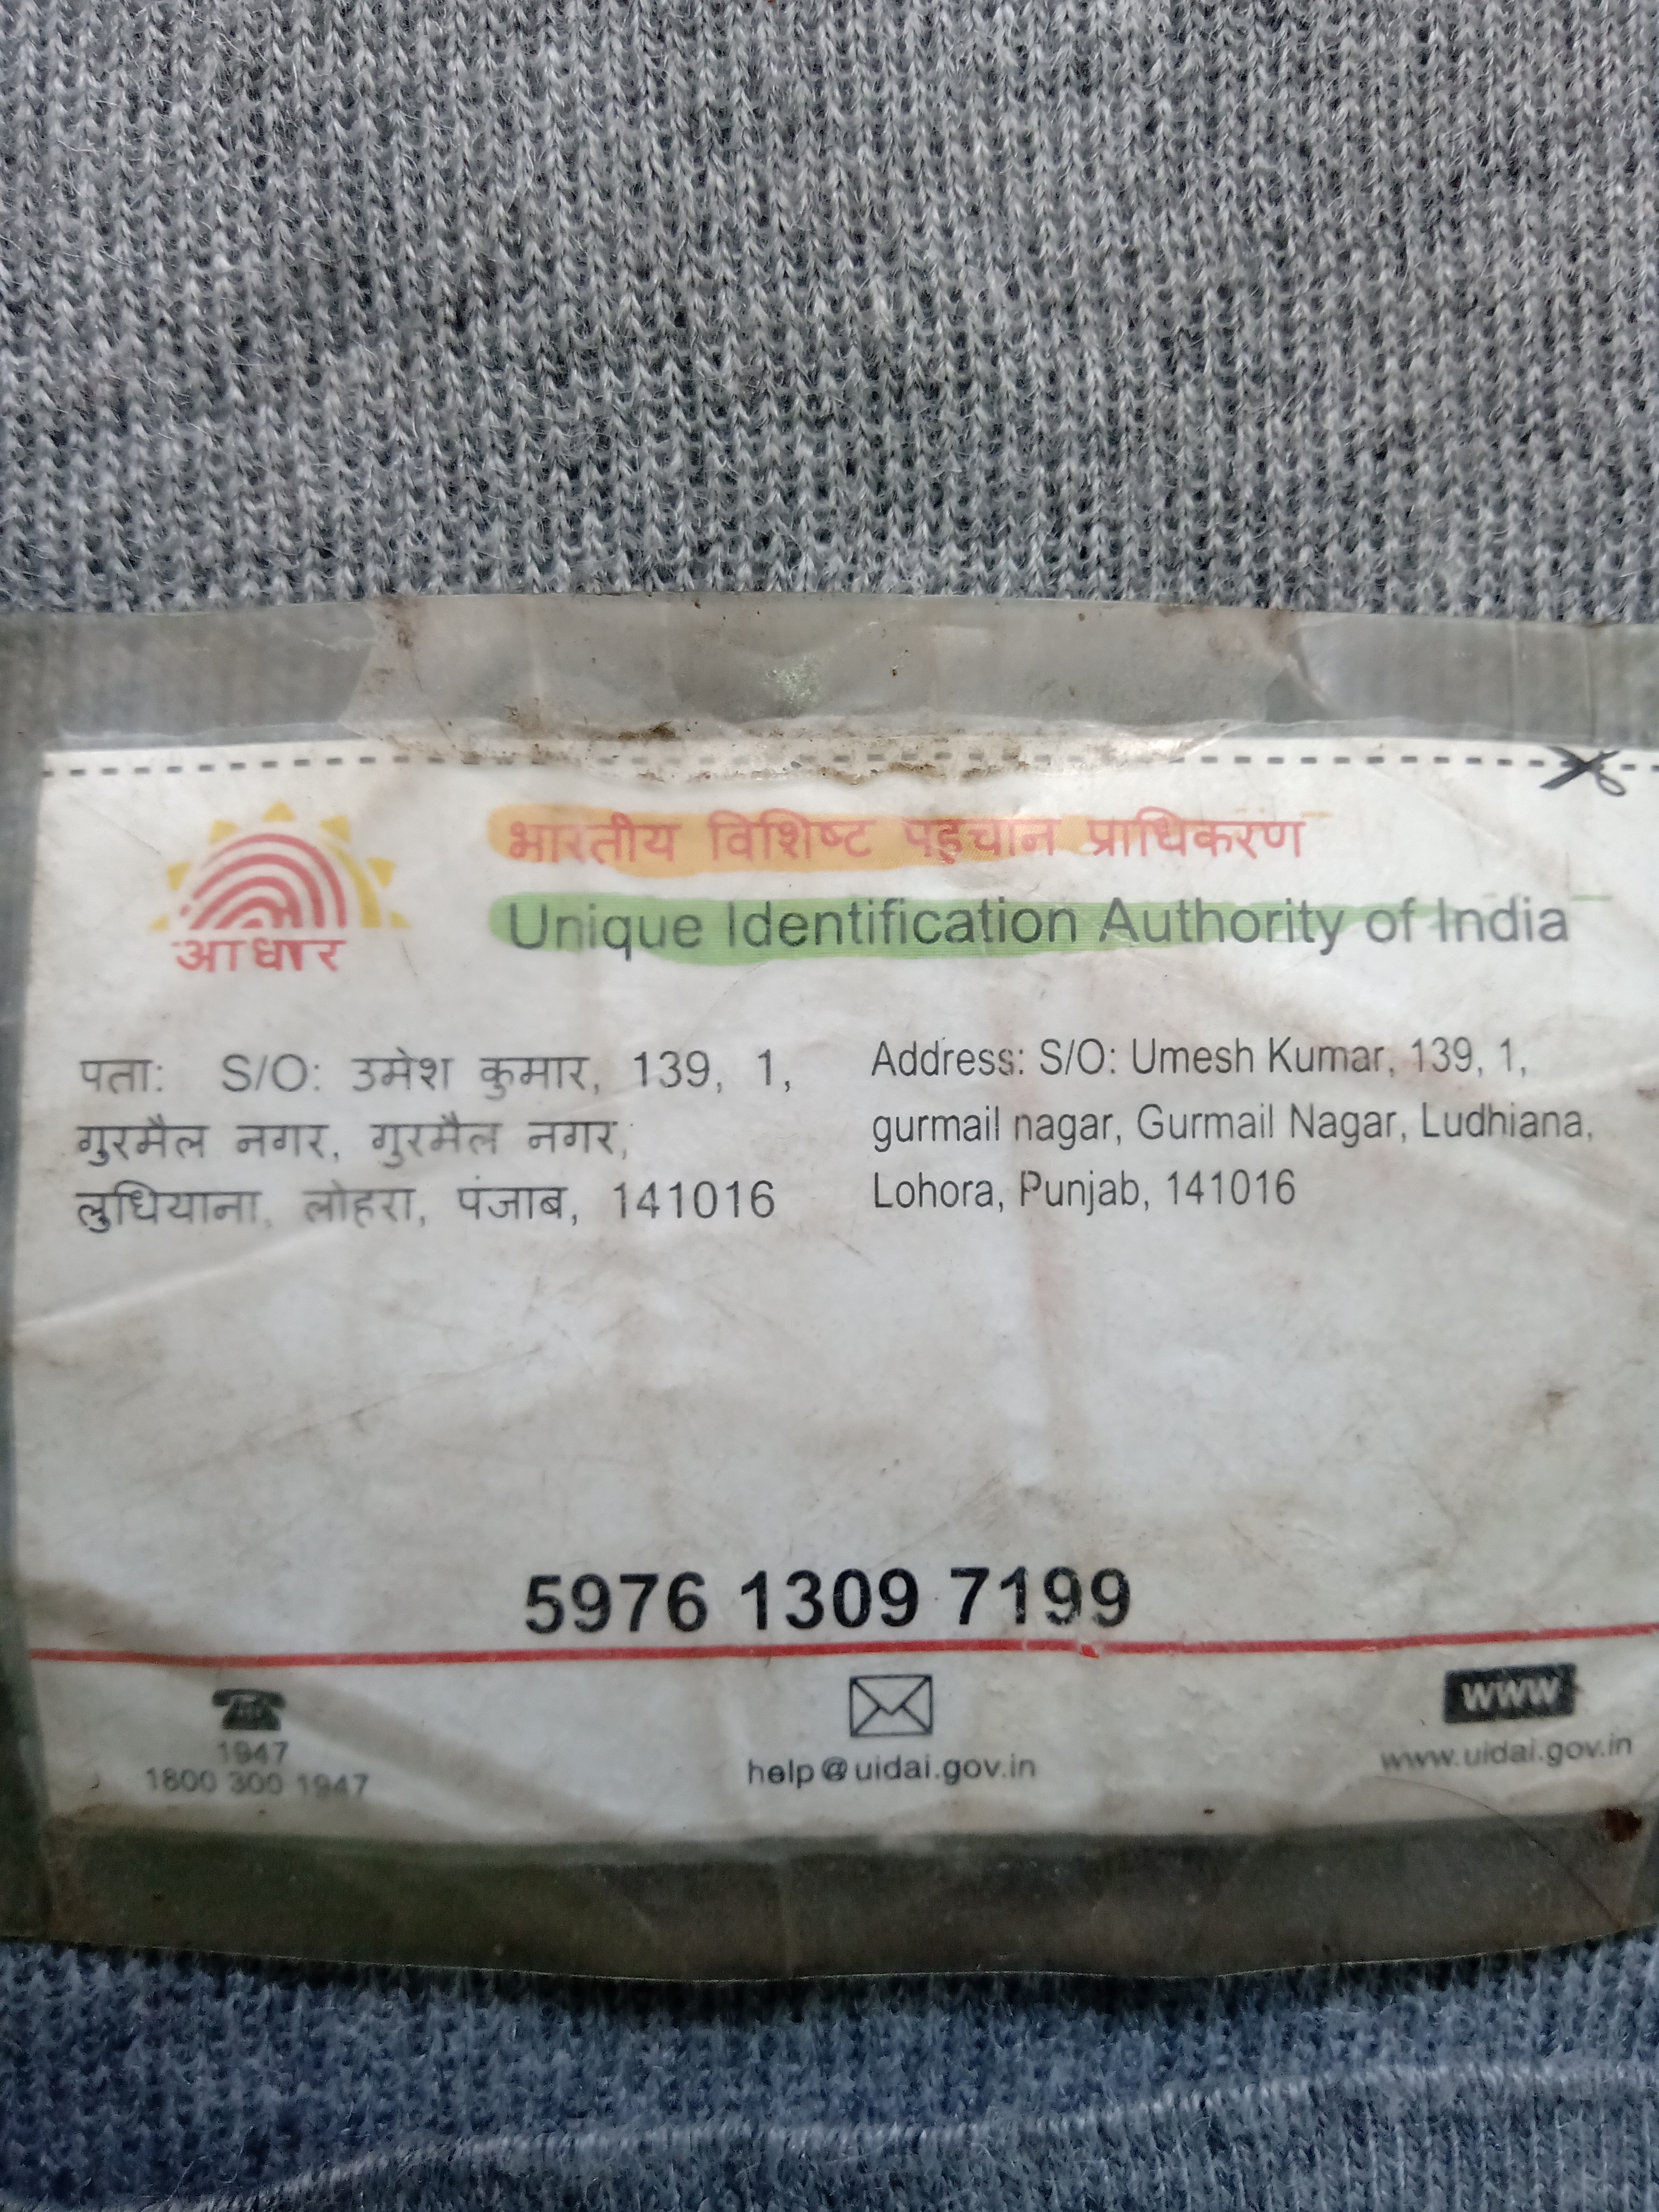 आधार
भारतीय विशिष्ट पहचान प्राधिकरण
Unique Identification Authority of India
पता: S/O: उमेश कुमार, 139, 1,
गुरमैल नगर, गुरमैल नगर,
लुधियाना, लोहरा, पंजाब, 141016
Address: S/O: Umesh Kumar, 139, 1,
gurmail nagar, Gurmail Nagar, Ludhiana,
Lohora, Punjab, 141016
5976 1309 7199
1947
1800 300 1947
help@uidai.gov.in
www
www.uidai.gov.in